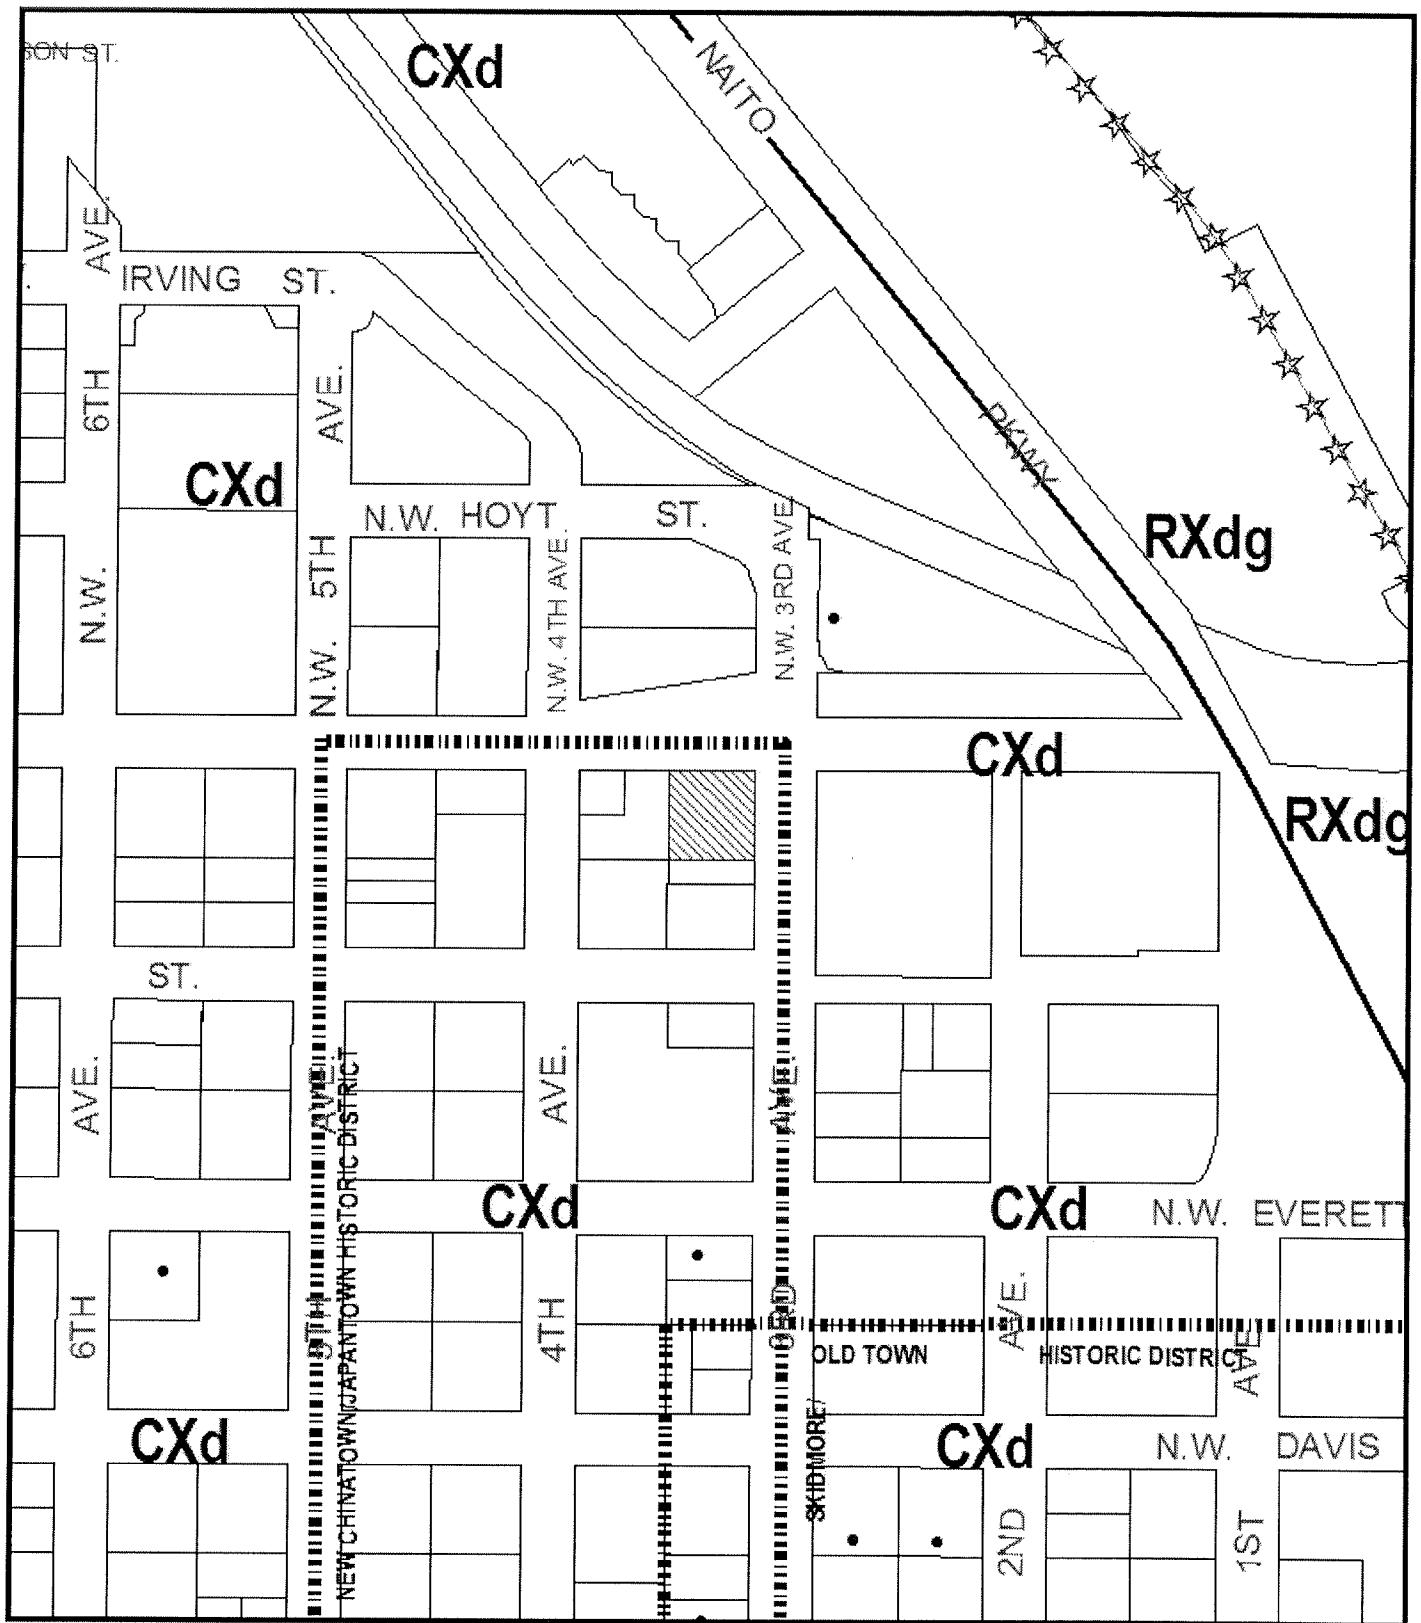 SON ST.
CXd
NAITO
AVE.
IRVING ST.
6TH
AVE.
PKWY
CXd
N.W. HOYT. ST.
N.W. 3RD AVE.
RXdg
5TH
N.W. 4TH AVE.
N.W.
N.W.
CXd
RXdg
ST.
AVE.
AVE.
AVE.
AVE.
NEW CHINATOWN/JAPANTOWN HISTORIC DISTRICT
CXd
CXd
N.W. EVERETT
6TH
5TH
4TH
3RD
AVE.
AVE.
OLD TOWN
HISTORIC DISTRICT
SKIDMORE/
CXd
CXd
N.W. DAVIS
2ND
1ST